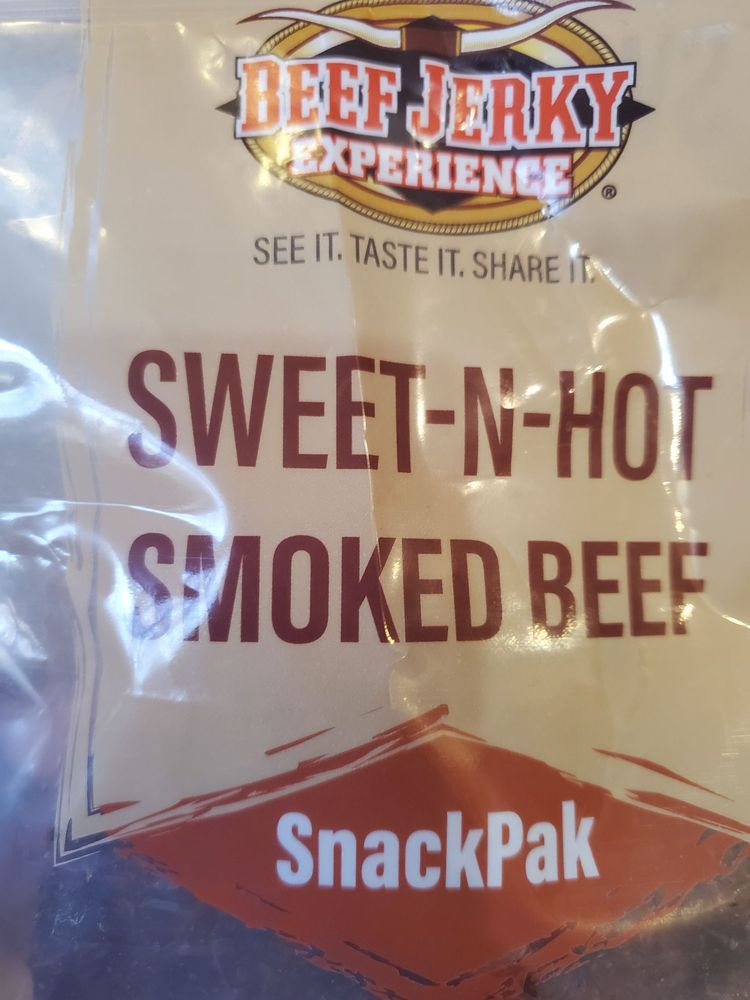 BEEF JERKY
EXPERIENCE
®
SEE IT. TASTE IT. SHARE IT.
SWEET-N-HOT
SMOKED BEEF
SnackPak